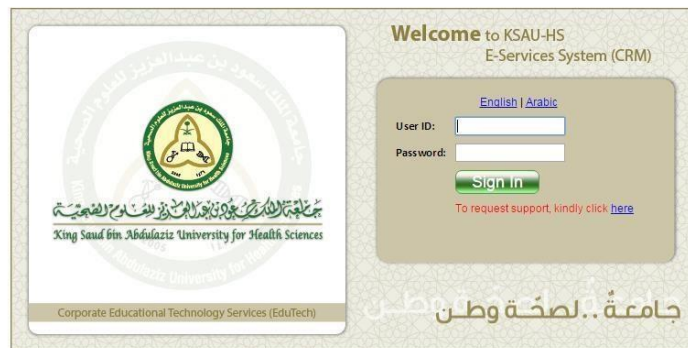 جامعة الملك سعود بن عبدالعزيز للعلوم الصحية
King Saud bin Abdulaziz University for Health Sciences
Corporate Educational Technology Services (EduTech)
Welcome to KSAU-HS
E-Services System (CRM)
English | Arabic
User ID:
Password:
Sign In
To request support, kindly click here
جامعةٌ .. لصحّة وطن